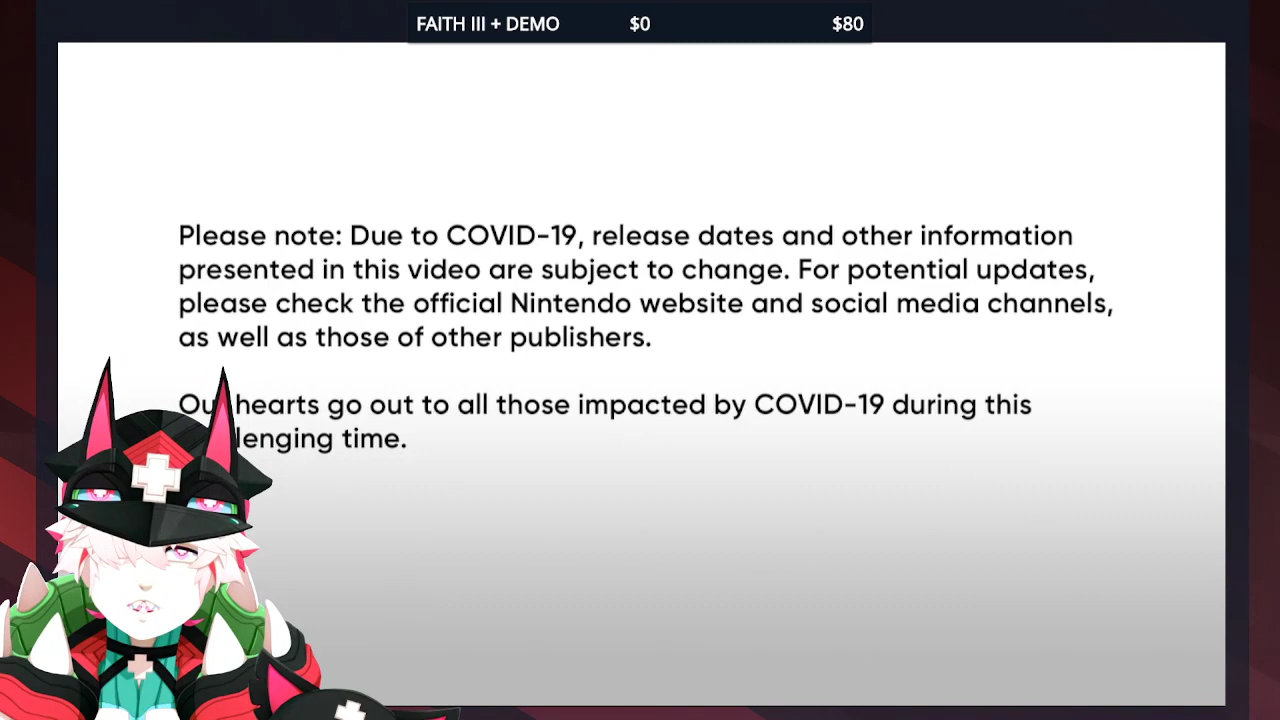 FAITH III + DEMO $0 $80
Please note: Due to COVID-19, release dates and other information
presented in this video are subject to change. For potential updates,
please check the official Nintendo website and social media channels,
as well as those of other publishers.
hearts go out to all those impacted by COVID-19 during this
time.